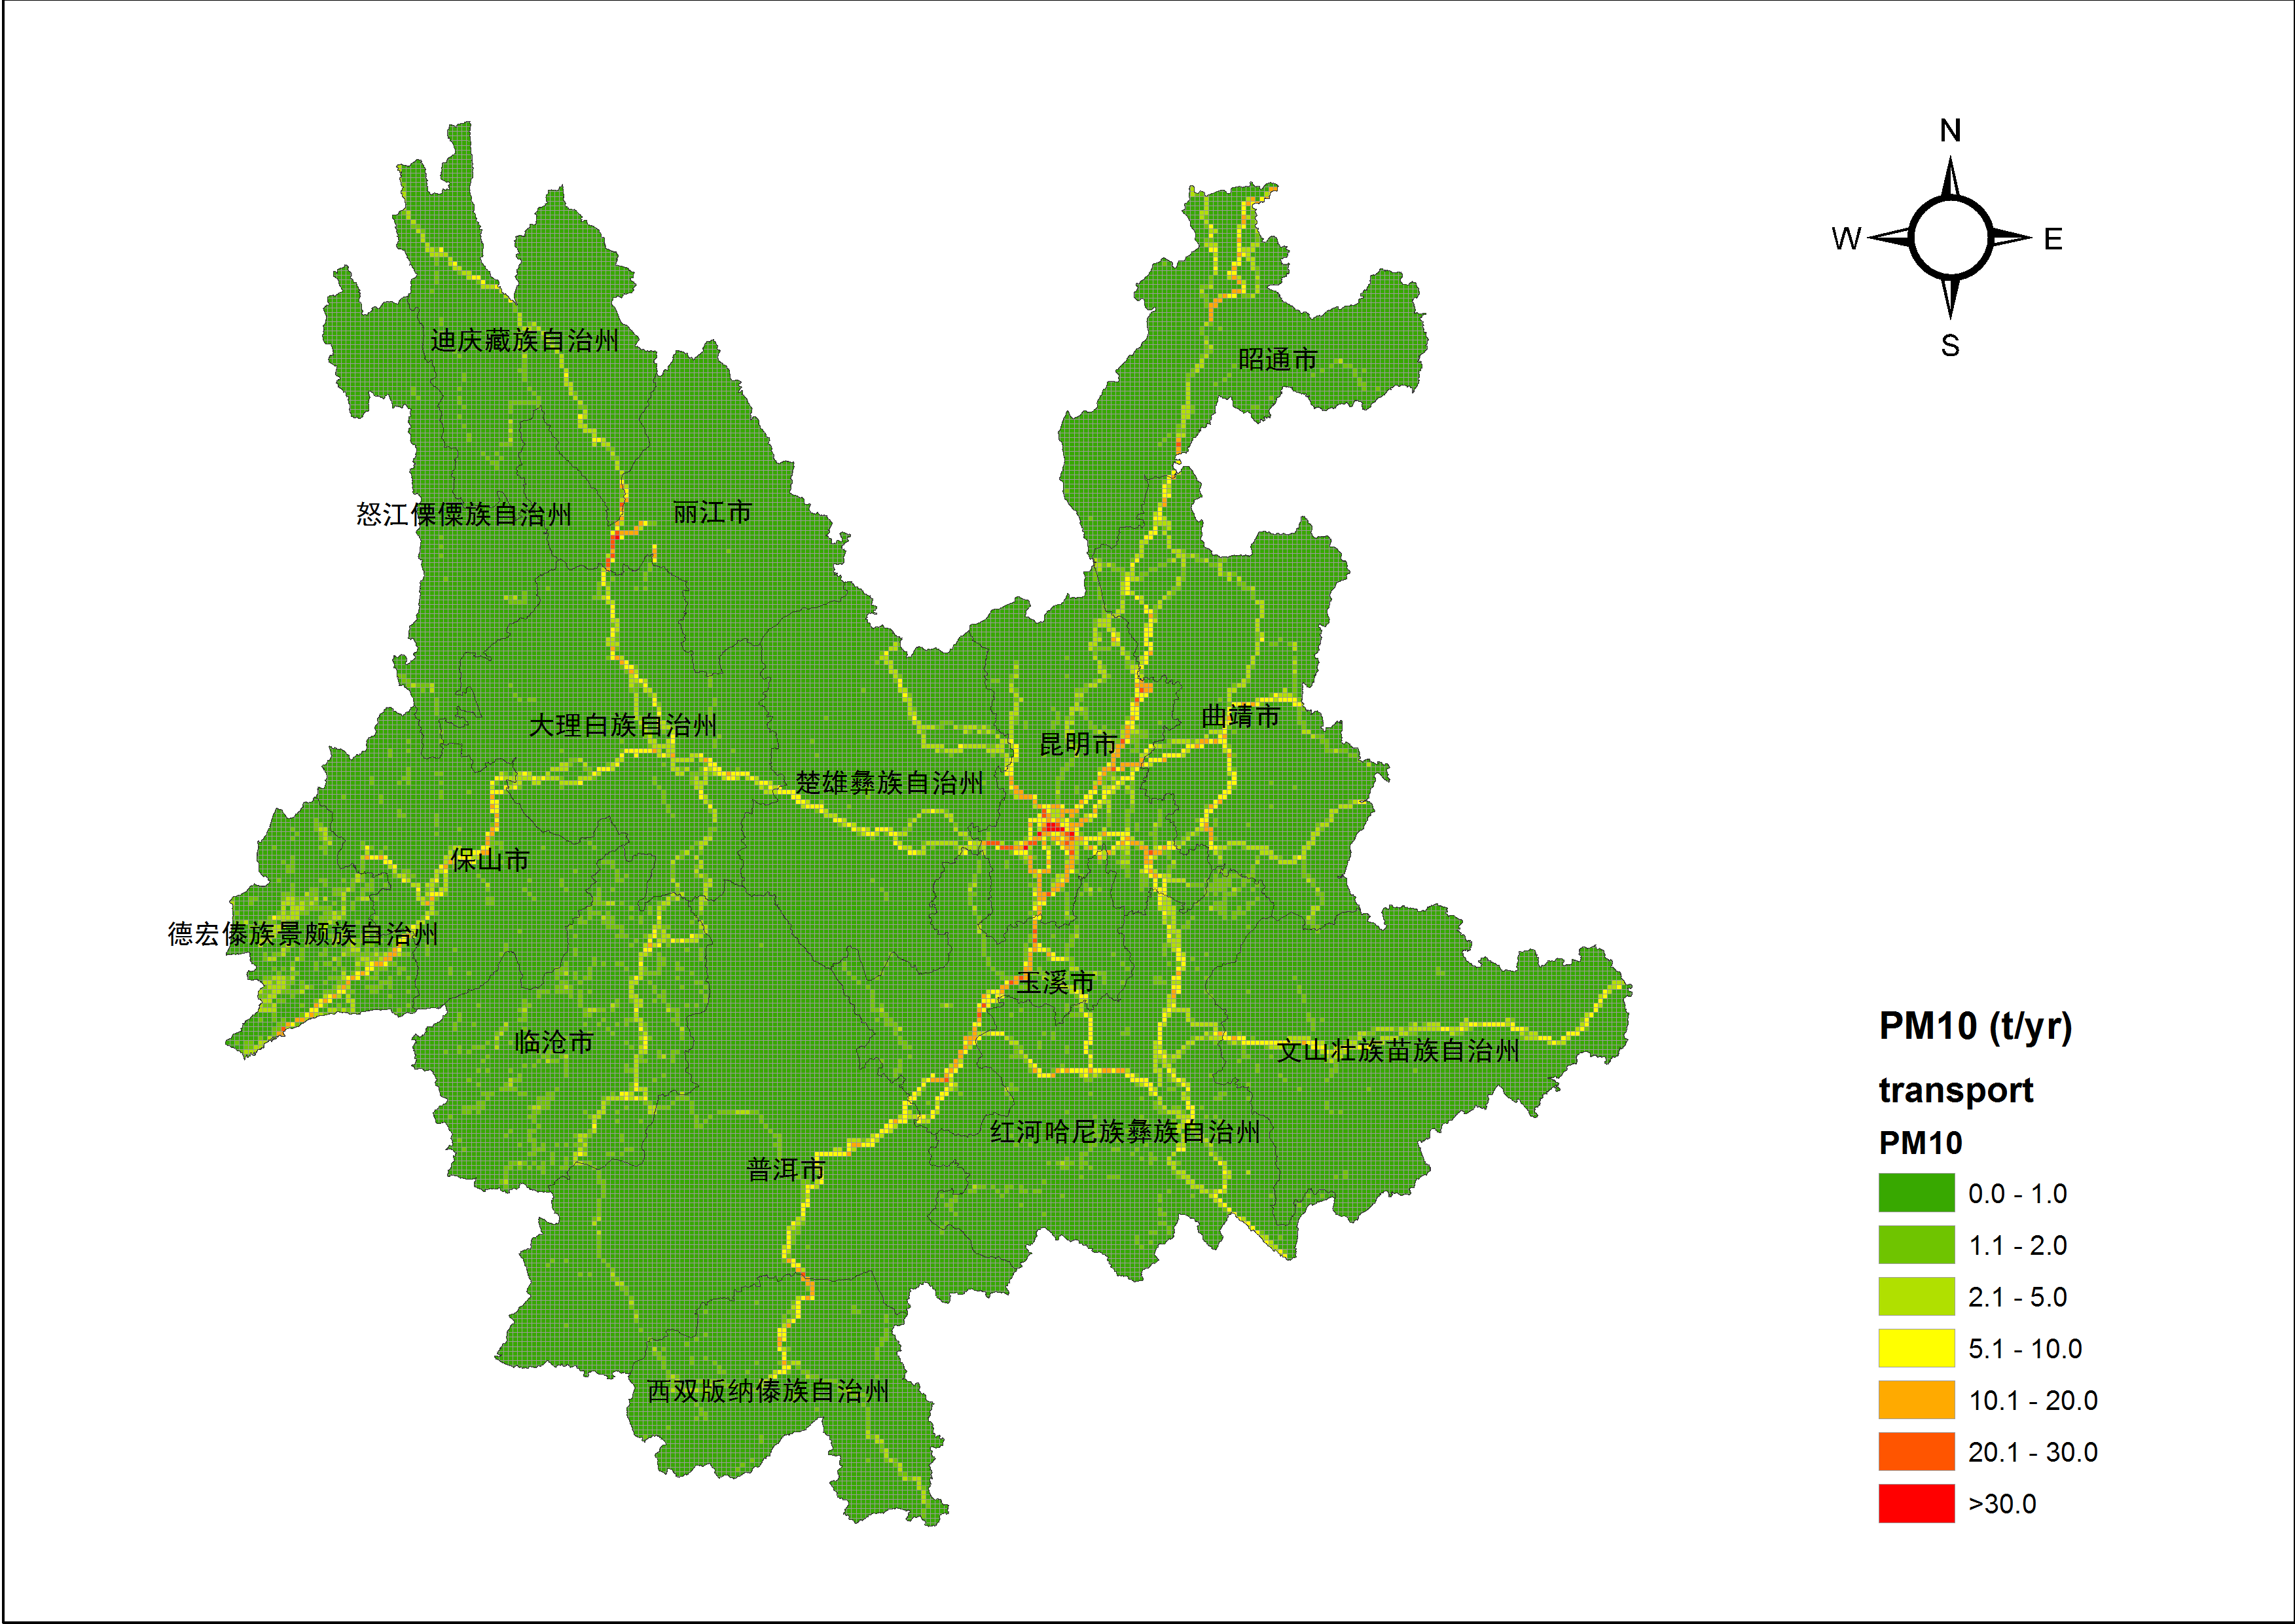 N
W
E
S
迪庆藏族自治州
昭通市
怒江傈僳族自治州
丽江市
大理白族自治州
曲靖市
昆明市
楚雄彝族自治州
保山市
德宏傣族景颇族自治州
玉溪市
临沧市
文山壮族苗族自治州
红河哈尼族彝族自治州
普洱市
西双版纳傣族自治州
PM10 (t/yr)
transport
PM10
0.0 - 1.0
1.1 - 2.0
2.1 - 5.0
5.1 - 10.0
10.1 - 20.0
20.1 - 30.0
>30.0